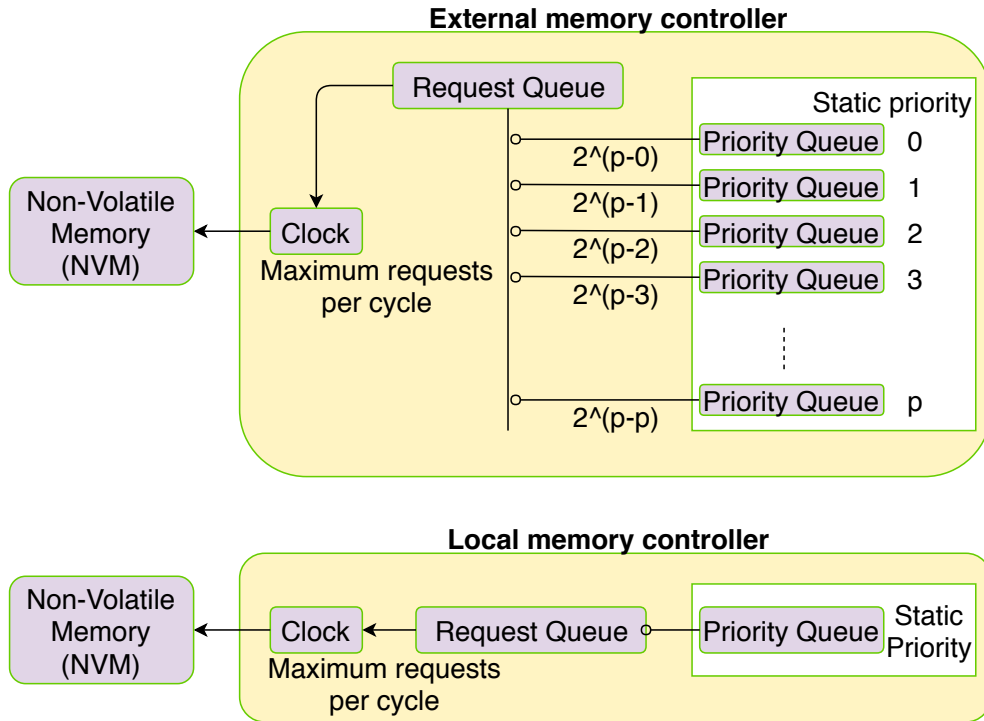 External memory controller
Request Queue
Static priority
Priority Queue 0
2^(p-0)
Priority Queue 1
2^(p-1)
Priority Queue 2
2^(p-2)
Priority Queue 3
2^(p-3)
Priority Queue p
2^(p-p)
Non-Volatile
Memory
(NVM)
Clock
Maximum requests
per cycle
Local memory controller
Non-Volatile
Memory
(NVM)
Clock
Maximum requests
per cycle
Request Queue
Priority Queue
Static
Priority